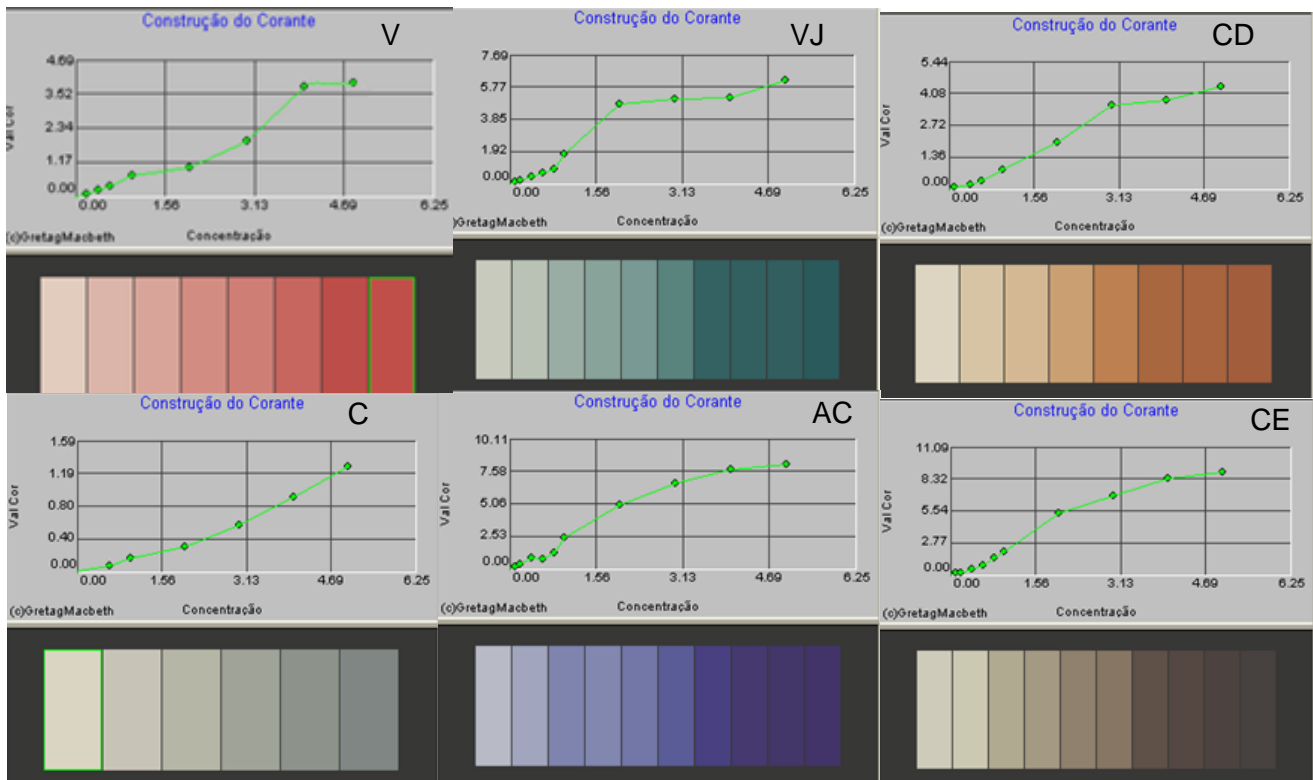 Construção do Corante
V
4.69
3.52
2.34
1.17
0.00
Val Cor
0.00 1.56 3.13 4.69 6.25
(c)GretagMacbeth Concentração
Construção do Corante
VJ
7.69
5.77
3.85
1.92
0.00
Val Cor
0.00 1.56 3.13 4.69 6.25
)GretagMacbeth Concentração
Construção do Corante
CD
5.44
4.08
2.72
1.36
0.00
Val Cor
0.00 1.56 3.13 4.69 6.25
(c)GretagMacbeth Concentração
Construção do Corante
C
1.59
1.19
0.80
0.40
0.00
Val Cor
0.00 1.56 3.13 4.69 6.25
(c)GretagMacbeth Concentração
Construção do Corante
AC
10.11
7.58
5.06
2.53
0.00
Val Cor
0.00 1.56 3.13 4.69 6.25
(c)GretagMacbeth Concentração
Construção do Corante
CE
11.09
8.32
5.54
2.77
0.00
Val Cor
0.00 1.56 3.13 4.69 6.25
(c)GretagMacbeth Concentração